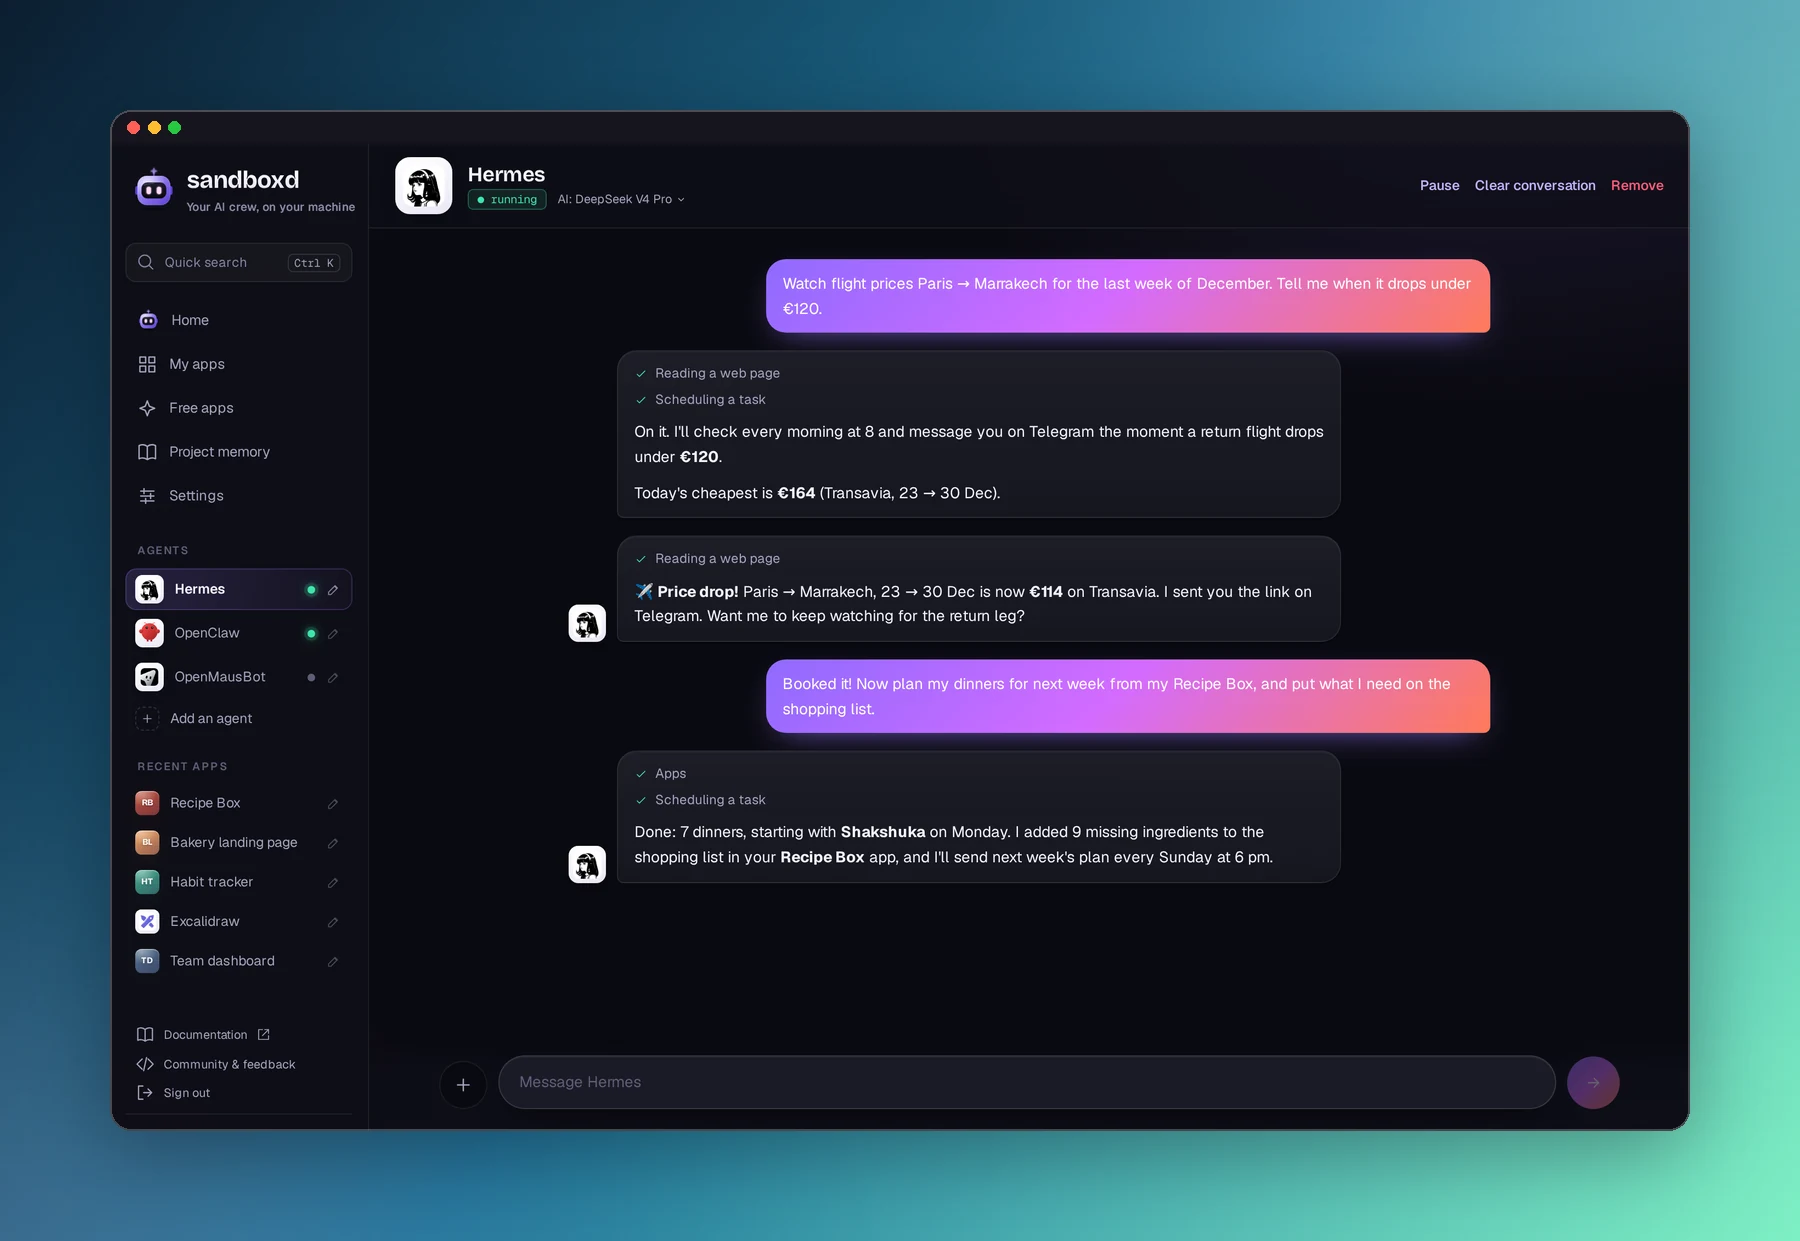 sandboxd
Your AI crew, on your machine
Quick search
Ctrl K
Home
My apps
Free apps
Project memory
Settings
AGENTS
Hermes
OpenClaw
OpenMausBot
+ Add an agent
RECENT APPS
RB Recipe Box
BL Bakery landing page
HT Habit tracker
Excalidraw
TD Team dashboard
Documentation
Community & feedback
Sign out
Hermes
running
AI: DeepSeek V4 Pro
Pause
Clear conversation
Remove
Watch flight prices Paris → Marrakech for the last week of December. Tell me when it drops under
€120.
✓ Reading a web page
✓ Scheduling a task
On it. I'll check every morning at 8 and message you on Telegram the moment a return flight drops
under €120.
Today's cheapest is €164 (Transavia, 23 → 30 Dec).
✓ Reading a web page
✈️ Price drop! Paris → Marrakech, 23 → 30 Dec is now €114 on Transavia. I sent you the link on
Telegram. Want me to keep watching for the return leg?
Booked it! Now plan my dinners for next week from my Recipe Box, and put what I need on the
shopping list.
✓ Apps
✓ Scheduling a task
Done: 7 dinners, starting with Shakshuka on Monday. I added 9 missing ingredients to the
shopping list in your Recipe Box app, and I'll send next week's plan every Sunday at 6 pm.
+
Message Hermes
→